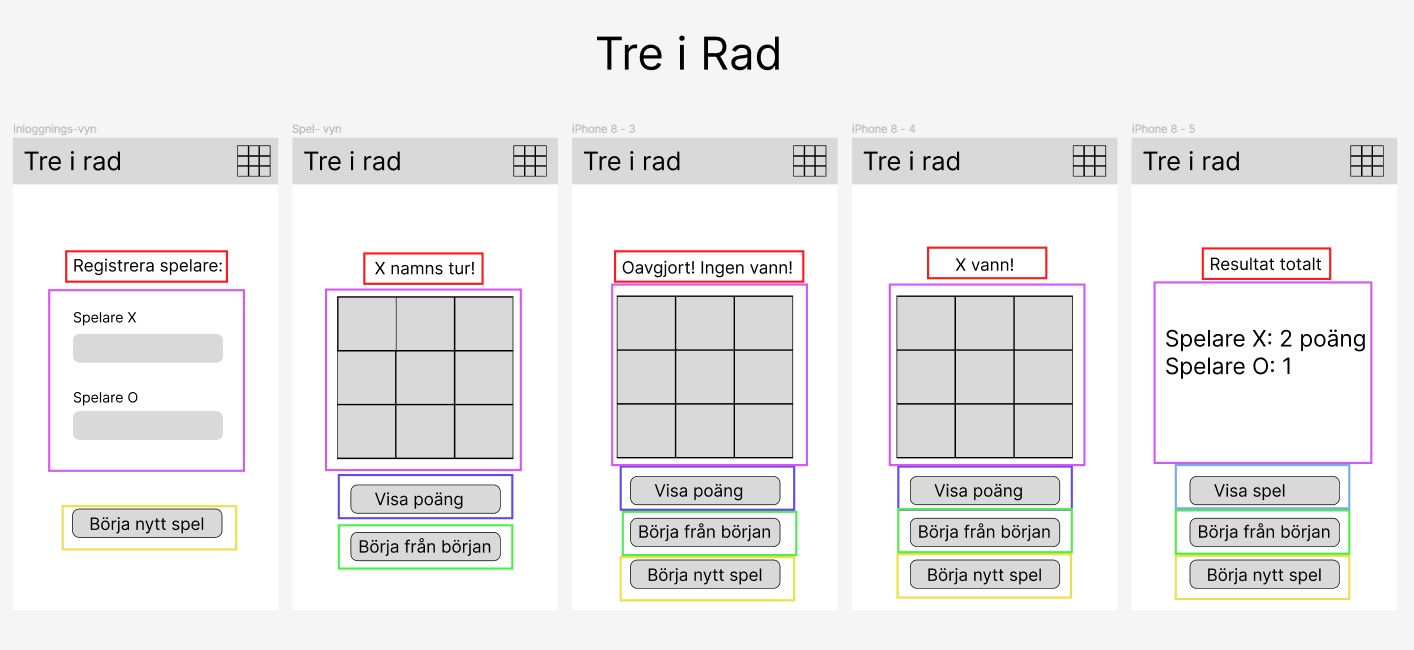 Tre i Rad
Inloggnings-vyn
Tre i rad
Registrera spelare:
Spelare X
Spelare O
Börja nytt spel
Spel- vyn
Tre i rad
X namns tur!
Visa poäng
Börja från början
iPhone 8 - 3
Tre i rad
Oavgjort! Ingen vann!
Visa poäng
Börja från början
Börja nytt spel
iPhone 8 - 4
Tre i rad
X vann!
Visa poäng
Börja från början
Börja nytt spel
iPhone 8 - 5
Tre i rad
Resultat totalt
Spelare X: 2 poäng
Spelare O: 1
Visa spel
Börja från början
Börja nytt spel